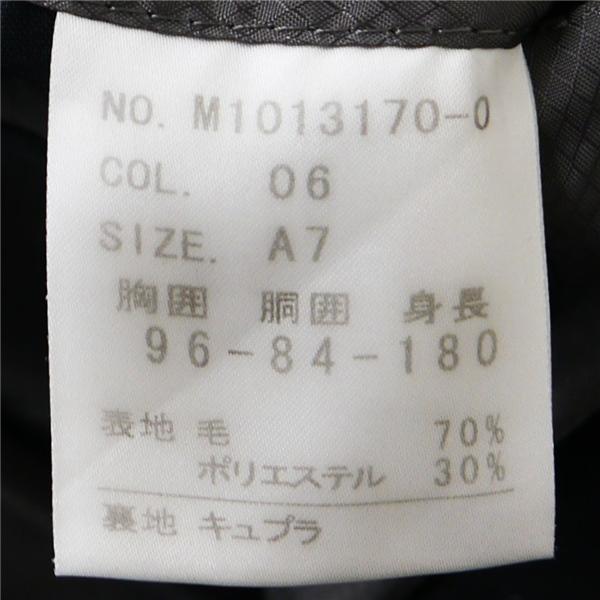 NO. M1013170-0
COL. 06
SIZE. A7
胸囲 胴囲 身長
96-84-180
表地 毛 70%
ポリエステル 30%
裏地 キュプラ